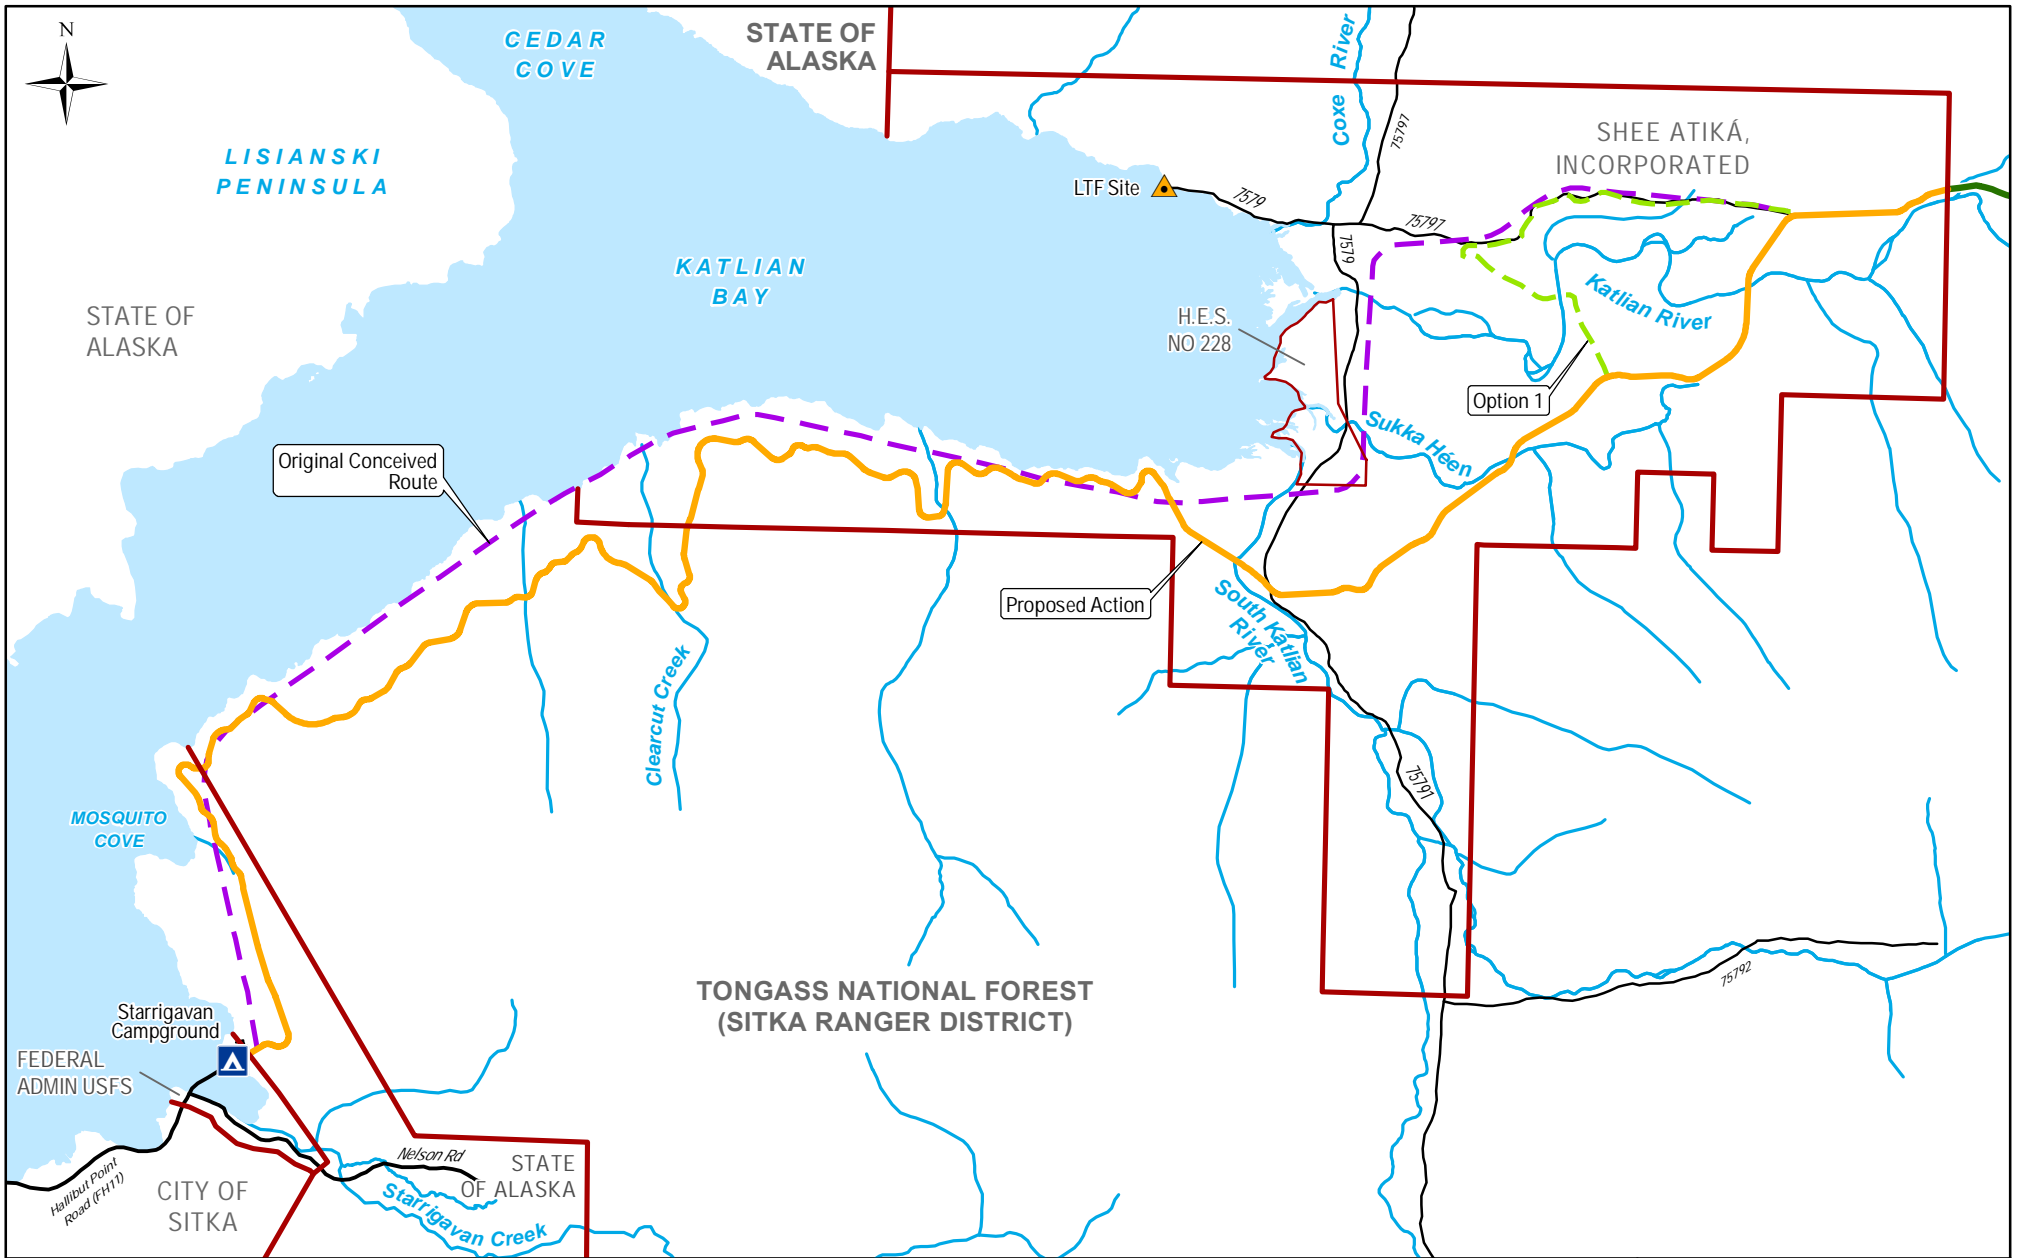 N
CEDAR
COVE
STATE OF
ALASKA
Coxe River
75797
SHEE ATIKÁ,
INCORPORATED
LISIANSKI
PENINSULA
LTF Site
7579
75797
7579
KATLIAN
BAY
Katlian River
STATE OF
ALASKA
H.E.S.
NO 228
Option 1
Sukka Héen
Original Conceived
Route
Proposed Action
South Katlian
River
Clearcut Creek
75791
MOSQUITO
COVE
75792
TONGASS NATIONAL FOREST
(SITKA RANGER DISTRICT)
Starrigavan
Campground
FEDERAL
ADMIN USFS
Nelson Rd
STATE
OF ALASKA
Halibut Point
Road (FH11)
CITY OF
SITKA
Starrigavan Creek